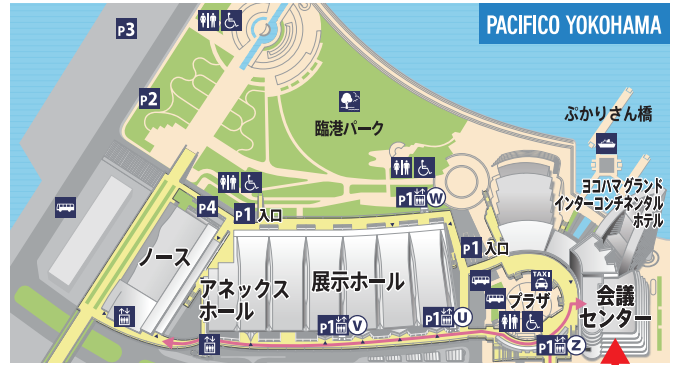 PACIFICO YOKOHAMA
P3
P2
臨港パーク
ぷかりさん橋
ヨコハマ グランド
インターコンチネンタル
ホテル
P1 W
P4
P1 入口
P1 入口
ノース
アネックス
ホール
展示ホール
TAXI
プラザ
会議
センター
P1 V
P1 U
P1 Z